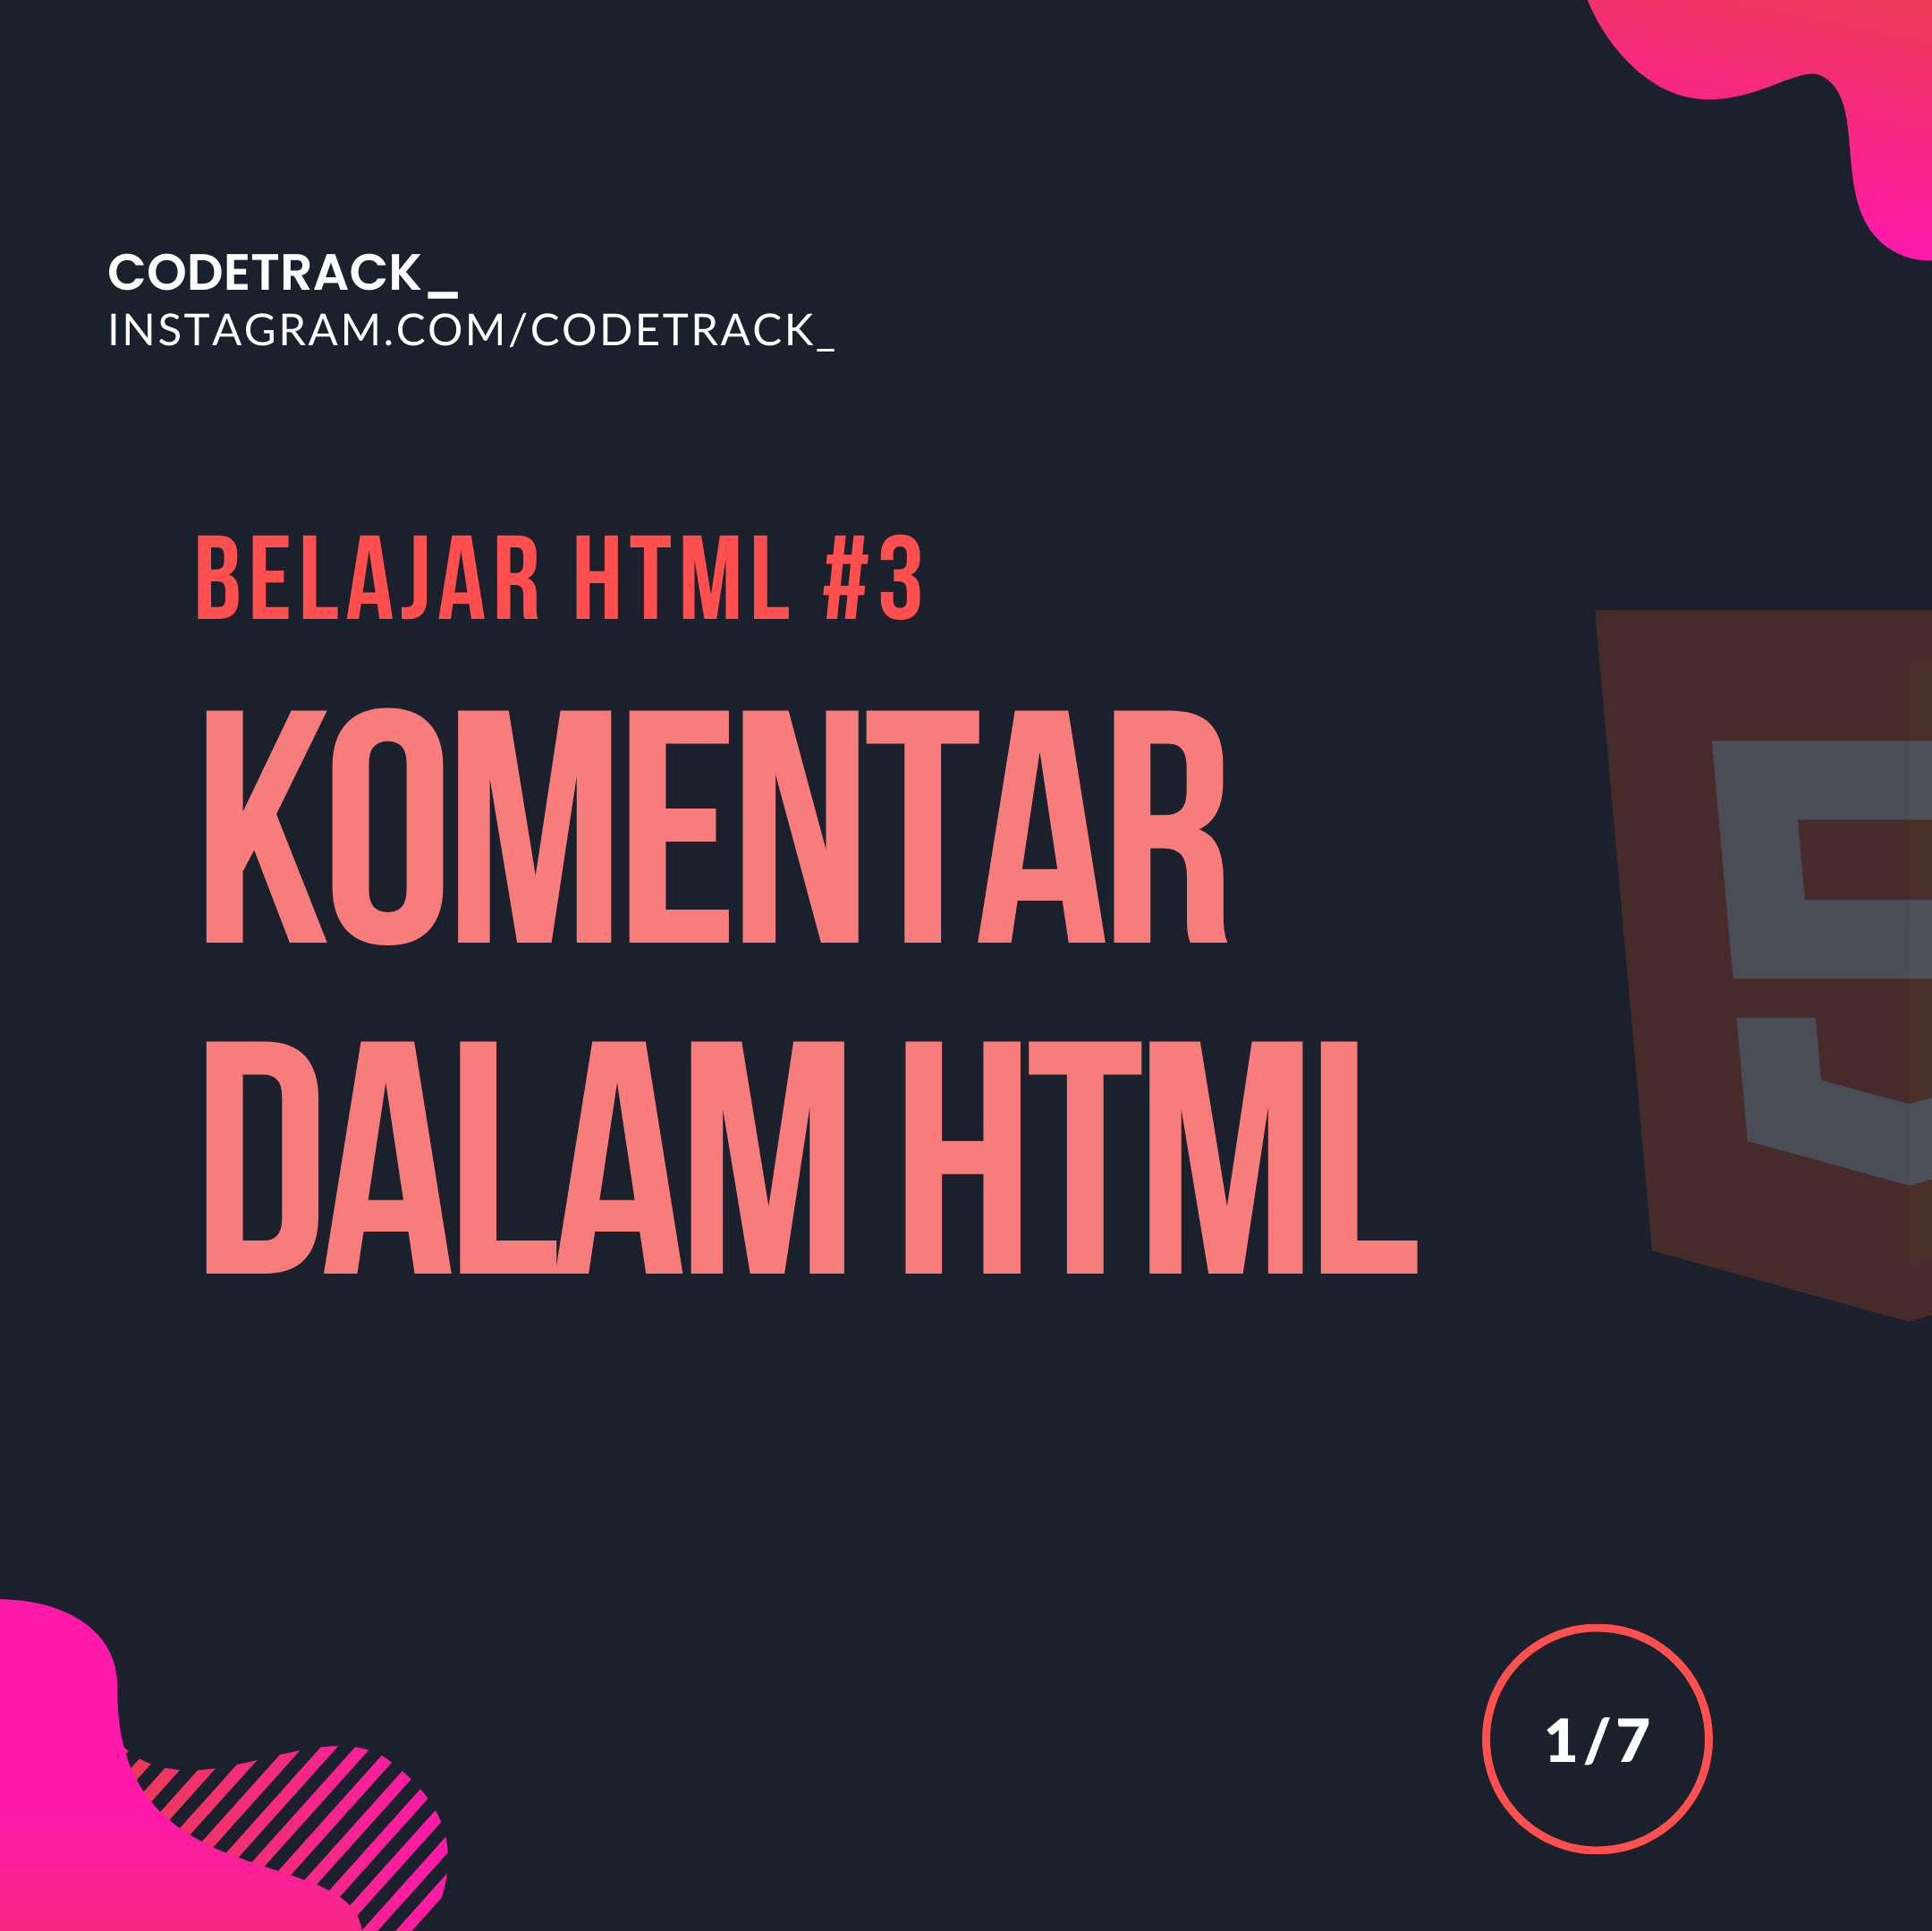 CODETRACK_
INSTAGRAM.COM/CODETRACK_
BELAJAR HTML #3
KOMENTAR
DALAM HTML
1/7